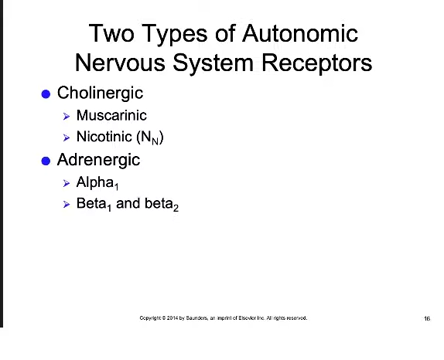 Two Types of Autonomic
Nervous System Receptors
Cholinergic
Muscarinic
Nicotinic (NN)
Adrenergic
Alpha1
Beta1 and beta2
Copyright © 2014 by Saunders, an imprint of Elsevier Inc. All rights reserved.
16